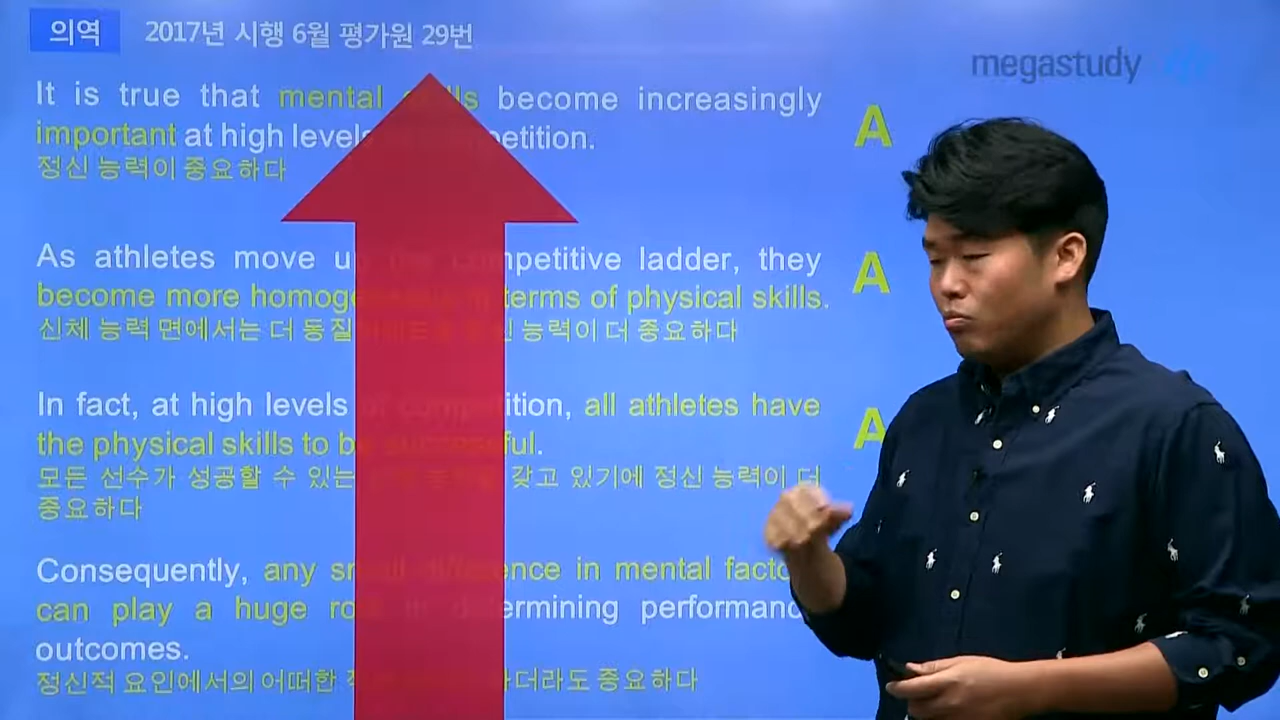 의역 2017년 시행 6월 평가원 29번
megastudy
It is true that mental skills become increasingly A
important at high levels competition.
정신 능력이 중요하다
As athletes move up the competitive ladder, they A
become more homogeneous in terms of physical skills.
신체 능력 면에서는 더 동질 능력이 더 중요하다
In fact, at high levels of competition, all athletes have A
the physical skills to be successful.
모든 선수가 성공할 수 있는 갖고 있기에 정신 능력이 더
중요하다
Consequently, any small difference in mental factors
can play a huge role in determining performance
outcomes.
정신적 요인에서의 어떠한 더라도 중요하다